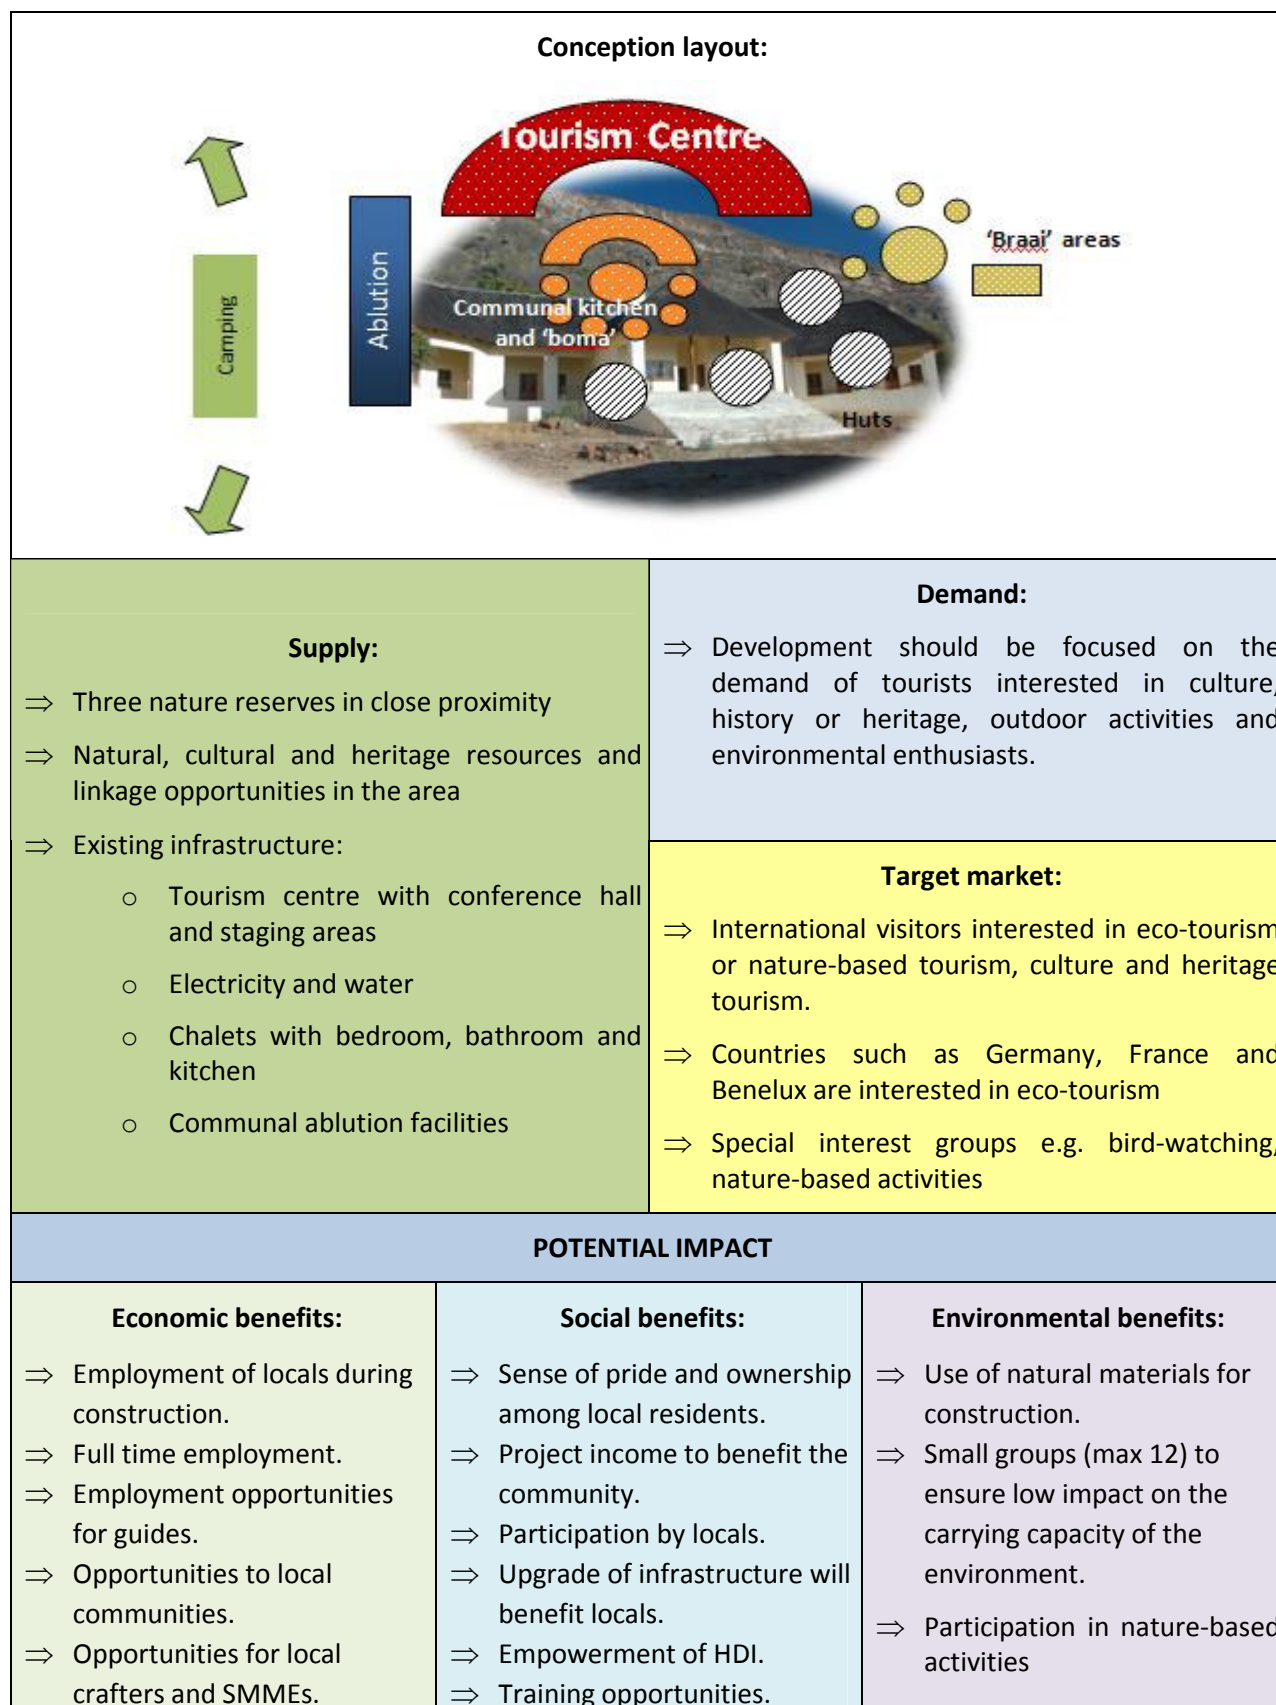 Conception layout:
Tourism Centre
'Braai' areas
Ablution
Camping
Communal kitchen
and 'boma'
Huts
Supply:
⇒ Three nature reserves in close proximity
⇒ Natural, cultural and heritage resources and
linkage opportunities in the area
⇒ Existing infrastructure:
o Tourism centre with conference hall
and staging areas
o Electricity and water
o Chalets with bedroom, bathroom and
kitchen
o Communal ablution facilities
Demand:
⇒ Development should be focused on the
demand of tourists interested in culture,
history or heritage, outdoor activities and
environmental enthusiasts.
Target market:
⇒ International visitors interested in eco-tourism
or nature-based tourism, culture and heritage
tourism.
⇒ Countries such as Germany, France and
Benelux are interested in eco-tourism
⇒ Special interest groups e.g. bird-watching,
nature-based activities
POTENTIAL IMPACT
Economic benefits:
⇒ Employment of locals during
construction.
⇒ Full time employment.
⇒ Employment opportunities
for guides.
⇒ Opportunities to local
communities.
⇒ Opportunities for local
crafters and SMMEs.
Social benefits:
⇒ Sense of pride and ownership
among local residents.
⇒ Project income to benefit the
community.
⇒ Participation by locals.
⇒ Upgrade of infrastructure will
benefit locals.
⇒ Empowerment of HDI.
⇒ Training opportunities.
Environmental benefits:
⇒ Use of natural materials for
construction.
⇒ Small groups (max 12) to
ensure low impact on the
carrying capacity of the
environment.
⇒ Participation in nature-based
activities